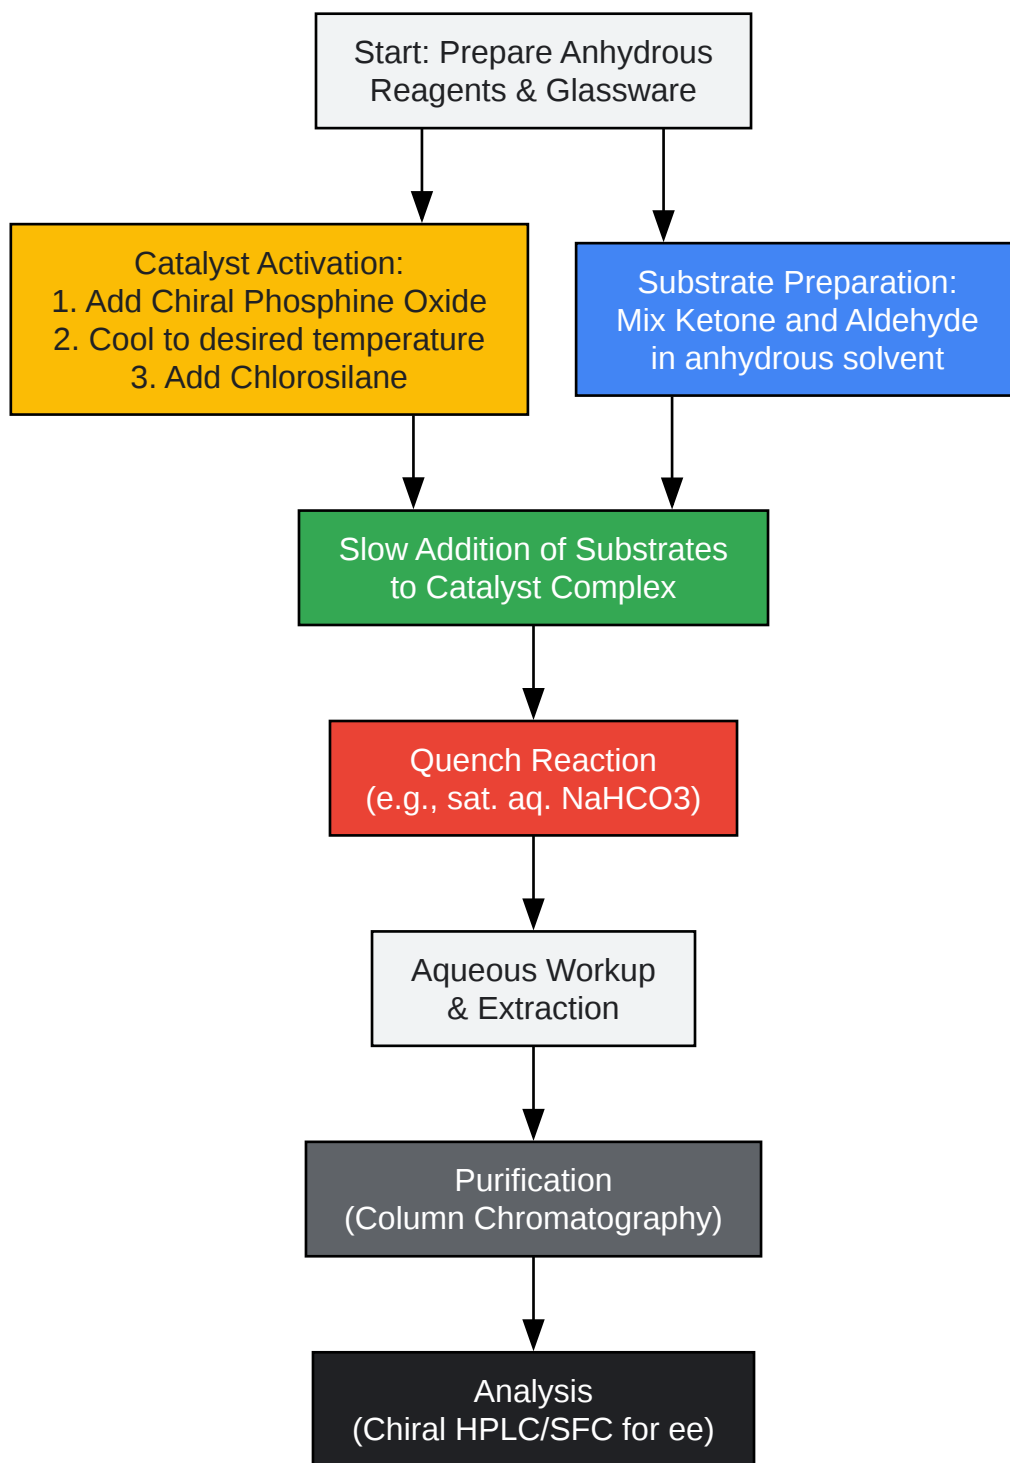 Start: Prepare Anhydrous
Reagents & Glassware
Catalyst Activation:
1. Add Chiral Phosphine Oxide
2. Cool to desired temperature
3. Add Chlorosilane
Substrate Preparation:
Mix Ketone and Aldehyde
in anhydrous solvent
Slow Addition of Substrates
to Catalyst Complex
Quench Reaction
(e.g., sat. aq. NaHCO3)
Aqueous Workup
& Extraction
Purification
(Column Chromatography)
Analysis
(Chiral HPLC/SFC for ee)